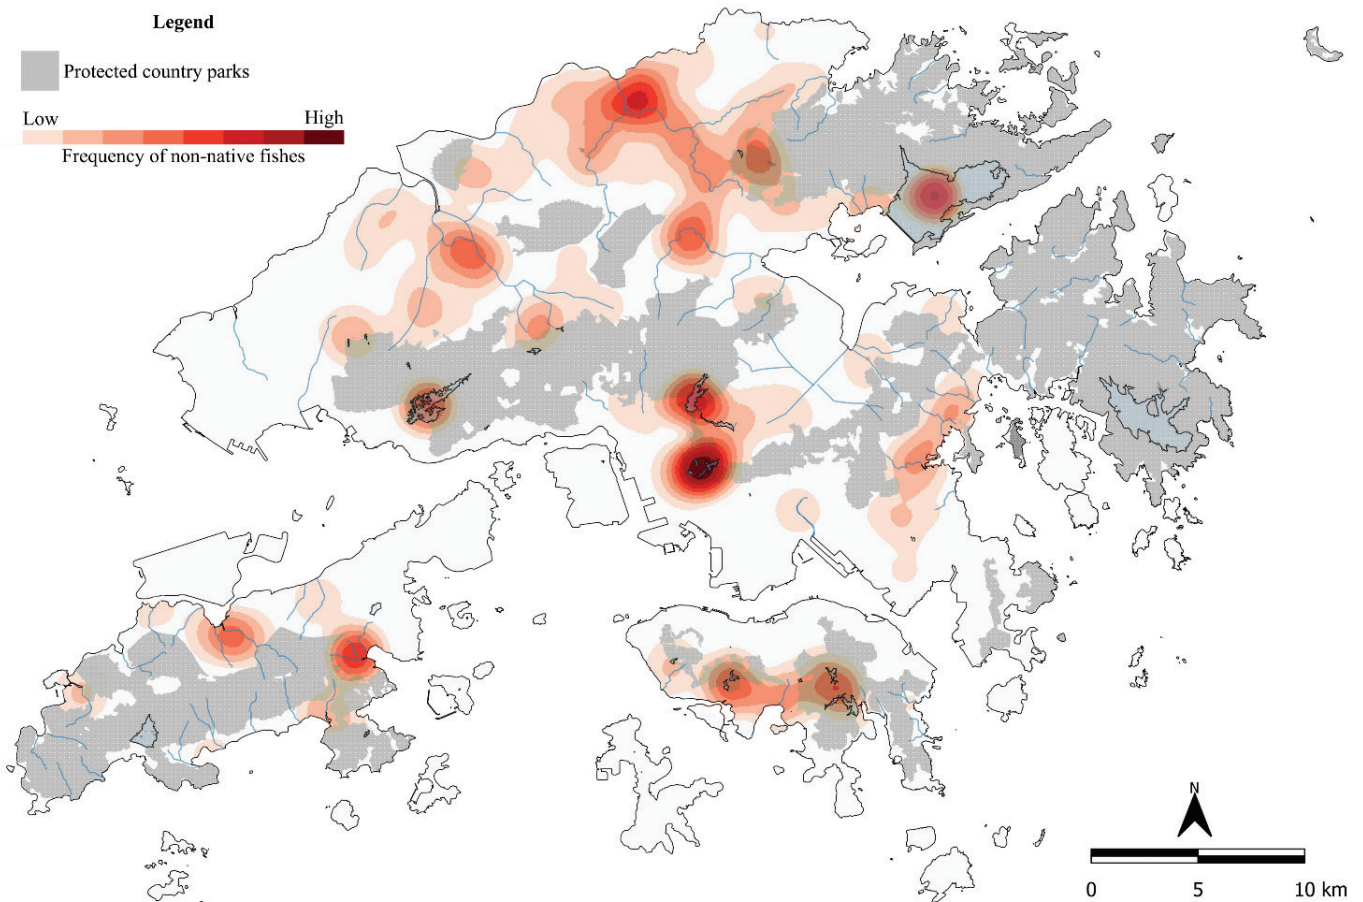 Legend
Protected country parks
Low High
Frequency of non-native fishes
N
0 5 10 km